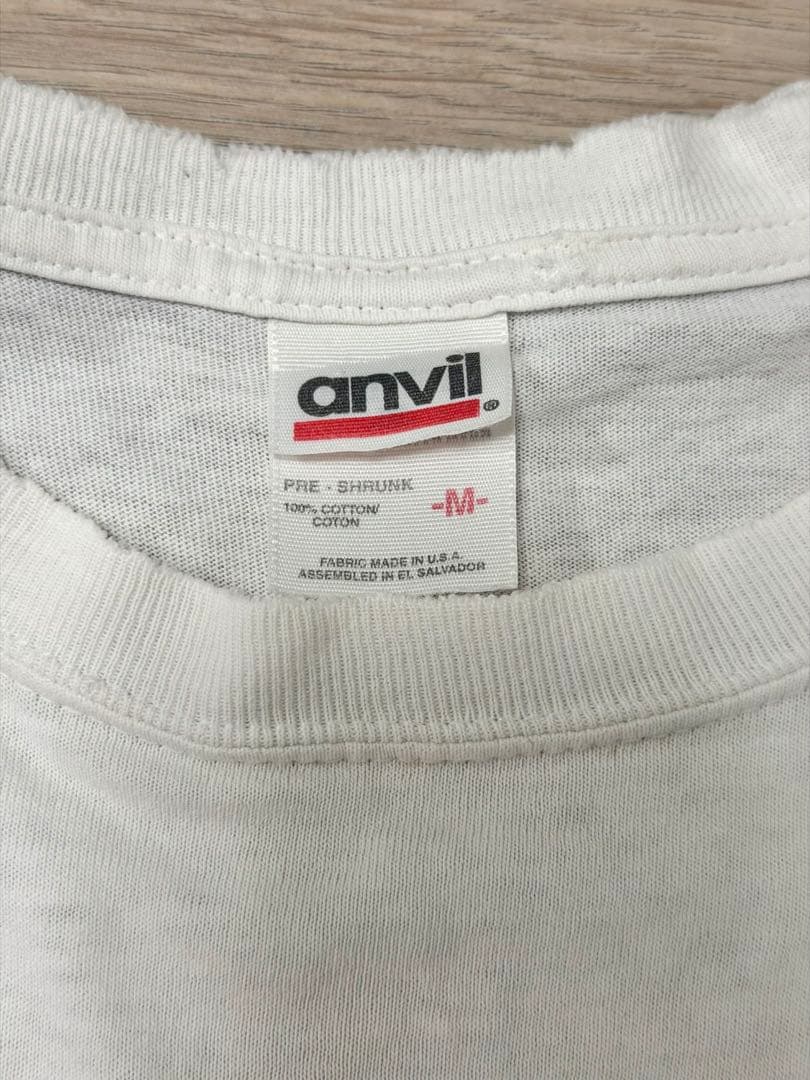 anvil®
PRE - SHRUNK
100% COTTON/
COTON
-M-
FABRIC MADE IN U.S.A.
ASSEMBLED IN EL SALVADOR